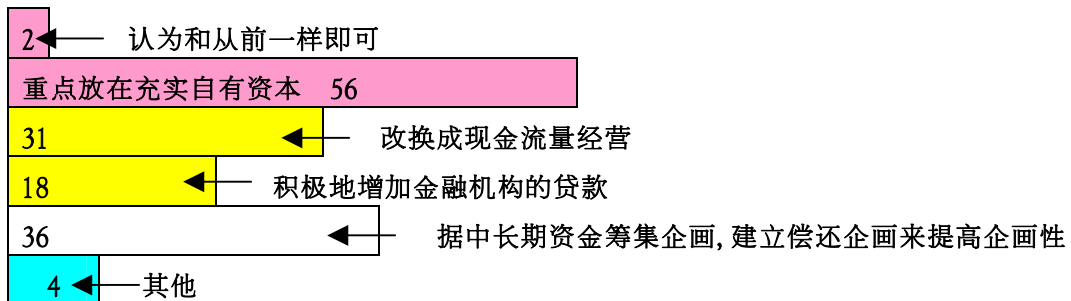 2 认为和从前一样即可
重点放在充实自有资本 56
31 改换成现金流量经营
18 积极地增加金融机构的贷款
36 据中长期资金筹集企画,建立偿还企画来提高企画性
4 其他